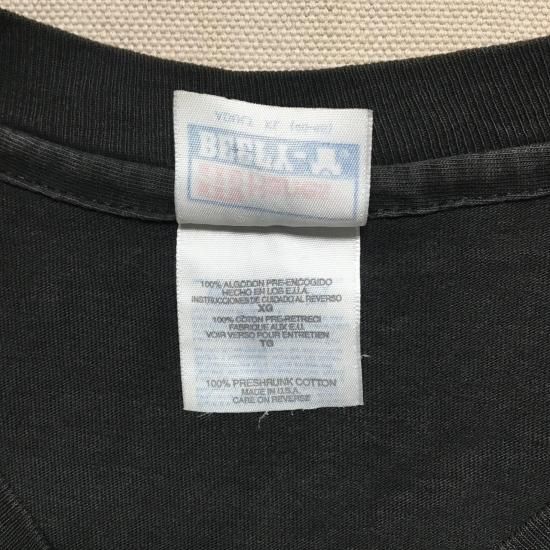 100% ALGODON PRE-ENCOGIDO
HECHO EN LOS E.U.A.
INSTRUCCIONES DE CUIDADO AL REVERSO
XG
100% COTON PRE-RETRECI
FABRIQUE AUX E.U.
VOIR VERSO POUR ENTRETIEN
TG
100% PRESHRUNK COTTON
MADE IN U.S.A.
CARE ON REVERSE